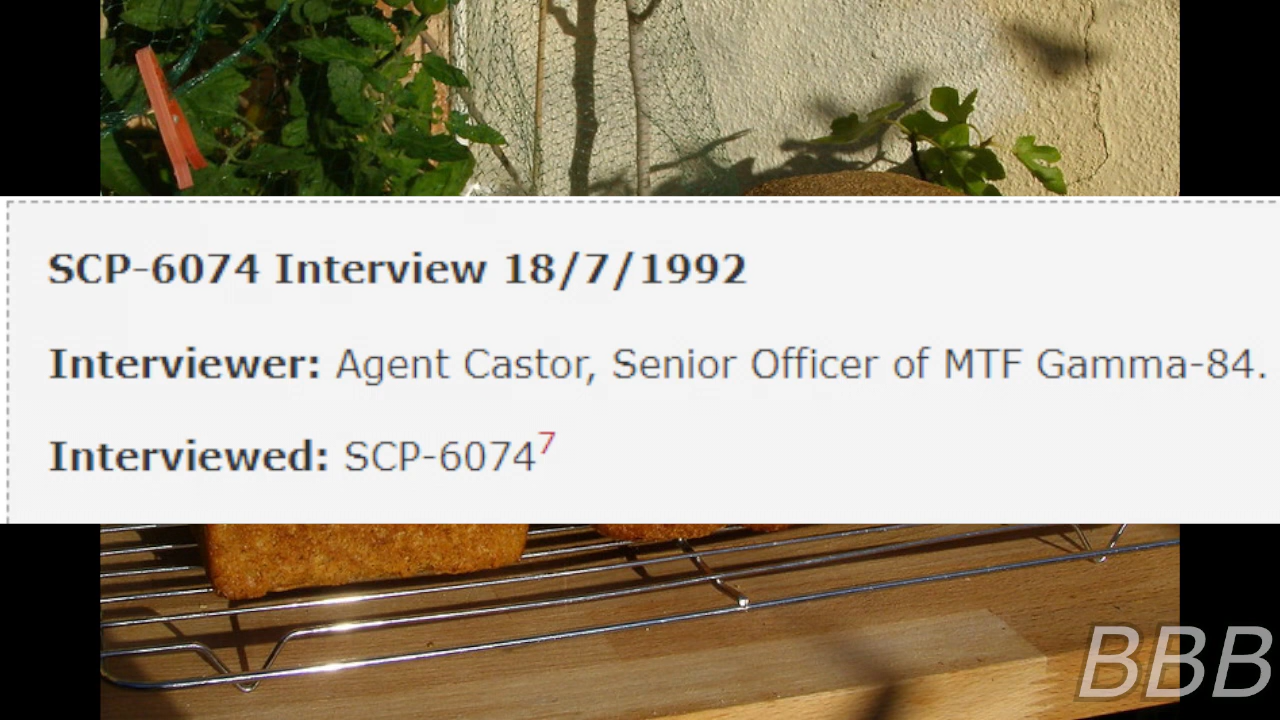 SCP-6074 Interview 18/7/1992
Interviewer: Agent Castor, Senior Officer of MTF Gamma-84.
Interviewed: SCP-60747
BBB